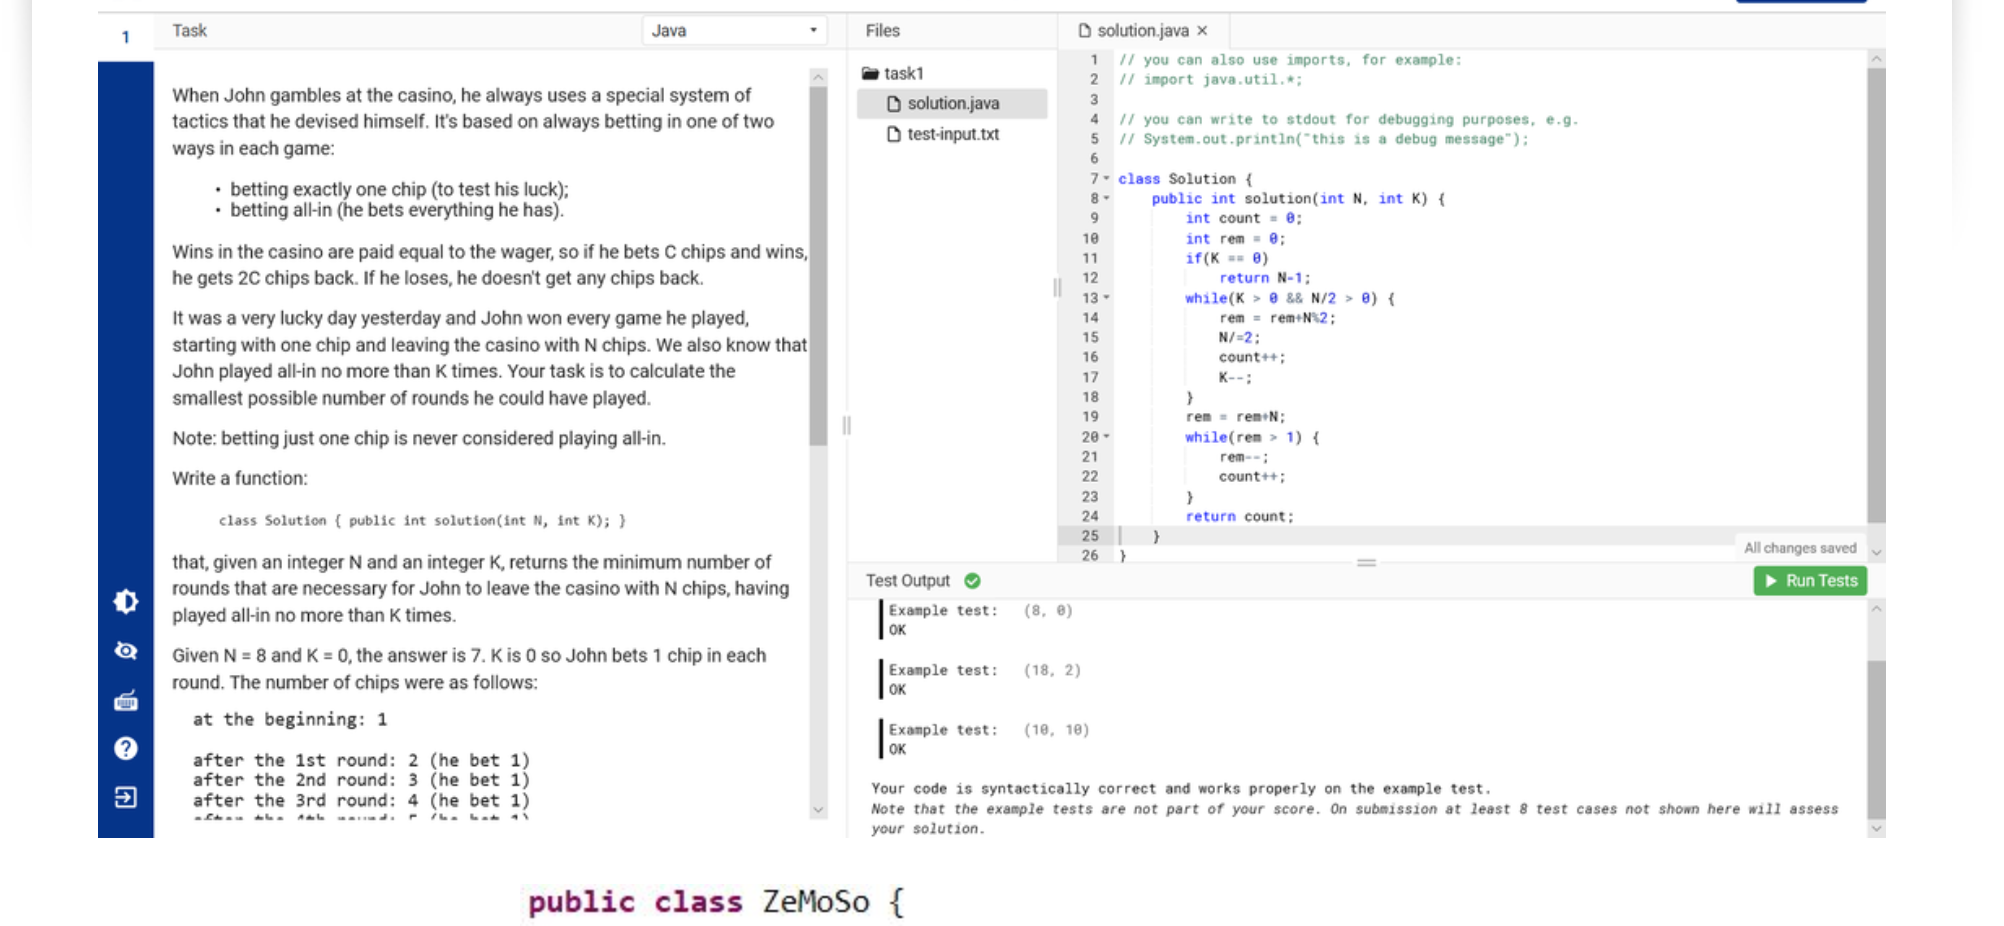 1
Task
Java
When John gambles at the casino, he always uses a special system of
tactics that he devised himself. It's based on always betting in one of two
ways in each game:
• betting exactly one chip (to test his luck);
• betting all-in (he bets everything he has).
Wins in the casino are paid equal to the wager, so if he bets C chips and wins,
he gets 2C chips back. If he loses, he doesn't get any chips back.
It was a very lucky day yesterday and John won every game he played,
starting with one chip and leaving the casino with N chips. We also know that
John played all-in no more than K times. Your task is to calculate the
smallest possible number of rounds he could have played.
Note: betting just one chip is never considered playing all-in.
Write a function:
class Solution { public int solution(int N, int K); }
that, given an integer N and an integer K, returns the minimum number of
rounds that are necessary for John to leave the casino with N chips, having
played all-in no more than K times.
Given N = 8 and K = 0, the answer is 7. K is 0 so John bets 1 chip in each
round. The number of chips were as follows:
at the beginning: 1
after the 1st round: 2 (he bet 1)
after the 2nd round: 3 (he bet 1)
after the 3rd round: 4 (he bet 1)
after the 4th round: 5 (he bet 1)
Files
task1
solution.java
test-input.txt
solution.java ×
1 // you can also use imports, for example:
2 // import java.util.*;
3
4 // you can write to stdout for debugging purposes, e.g.
5 // System.out.println("this is a debug message");
6
7 class Solution {
8 public int solution(int N, int K) {
9 int count = 0;
10 int rem = 0;
11 if(K == 0)
12 return N-1;
13 while(K > 0 && N/2 > 0) {
14 rem = rem+N%2;
15 N/=2;
16 count++;
17 K--;
18 }
19 rem = rem+N;
20 while(rem > 1) {
21 rem--;
22 count++;
23 }
24 return count;
25 }
26 }
All changes saved
Test Output
Run Tests
Example test: (8, 0)
OK
Example test: (18, 2)
OK
Example test: (10, 10)
OK
Your code is syntactically correct and works properly on the example test.
Note that the example tests are not part of your score. On submission at least 8 test cases not shown here will assess
your solution.
public class ZeMoSo {